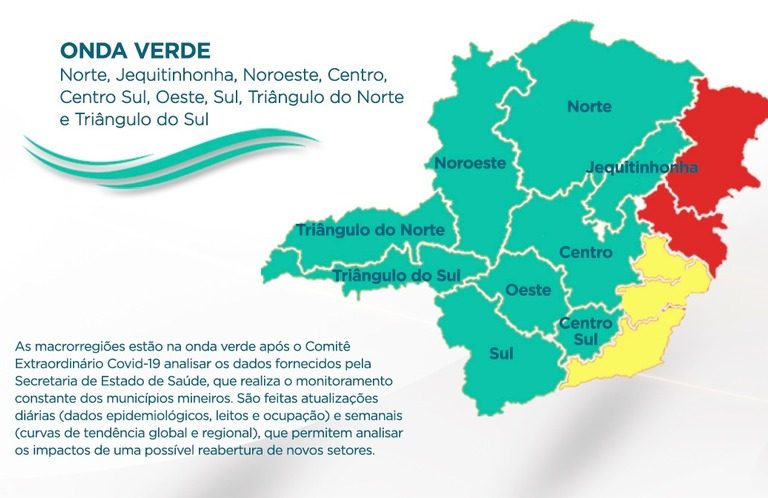 ONDA VERDE
Norte, Jequitinhonha, Noroeste, Centro,
Centro Sul, Oeste, Sul, Triângulo do Norte
e Triângulo do Sul
Norte
Noroeste
Jequitinhonha
Triângulo do Norte
Centro
Triângulo do Sul
Oeste
Centro
Sul
Sul
As macrorregiões estão na onda verde após o Comitê
Extraordinário Covid-19 analisar os dados fornecidos pela
Secretaria de Estado de Saúde, que realiza o monitoramento
constante dos municípios mineiros. São feitas atualizações
diárias (dados epidemiológicos, leitos e ocupação) e semanais
(curvas de tendência global e regional), que permitem analisar
os impactos de uma possível reabertura de novos setores.